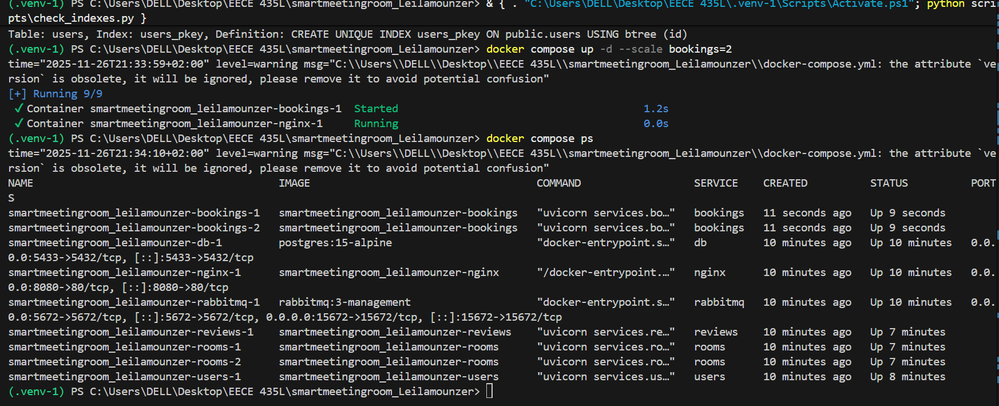 (.venv-1) PS C:\Users\DELL\Desktop\EECE 435L\smartmeetingroom_Leilamounzer> & { . "C:\Users\DELL\Desktop\EECE 435L\.venv-1\Scripts\Activate.ps1"; python scri
pts\check_indexes.py }
Table: users, Index: users_pkey, Definition: CREATE UNIQUE INDEX users_pkey ON public.users USING btree (id)
(.venv-1) PS C:\Users\DELL\Desktop\EECE 435L\smartmeetingroom_Leilamounzer> docker compose up -d --scale bookings=2
time="2025-11-26T21:33:59+02:00" level=warning msg="C:\\Users\\DELL\\Desktop\\EECE 435L\\smartmeetingroom_Leilamounzer\\docker-compose.yml: the attribute `ve
rsion` is obsolete, it will be ignored, please remove it to avoid potential confusion"
[+] Running 9/9
✓ Container smartmeetingroom_leilamounzer-bookings-1 Started 1.2s
✓ Container smartmeetingroom_leilamounzer-nginx-1 Running 0.0s
(.venv-1) PS C:\Users\DELL\Desktop\EECE 435L\smartmeetingroom_Leilamounzer> docker compose ps
time="2025-11-26T21:34:10+02:00" level=warning msg="C:\\Users\\DELL\\Desktop\\EECE 435L\\smartmeetingroom_Leilamounzer\\docker-compose.yml: the attribute `ve
rsion` is obsolete, it will be ignored, please remove it to avoid potential confusion"
NAME IMAGE COMMAND SERVICE CREATED STATUS PORT
S
smartmeetingroom_leilamounzer-bookings-1 smartmeetingroom_leilamounzer-bookings "uvicorn services.bo…" bookings 11 seconds ago Up 9 seconds
smartmeetingroom_leilamounzer-bookings-2 smartmeetingroom_leilamounzer-bookings "uvicorn services.bo…" bookings 11 seconds ago Up 9 seconds
smartmeetingroom_leilamounzer-db-1 postgres:15-alpine "docker-entrypoint.s…" db 10 minutes ago Up 10 minutes 0.0.
0.0:5433->5432/tcp, [::]:5433->5432/tcp
smartmeetingroom_leilamounzer-nginx-1 smartmeetingroom_leilamounzer-nginx "/docker-entrypoint.…" nginx 10 minutes ago Up 10 minutes 0.0.
0.0:8080->80/tcp, [::]:8080->80/tcp
smartmeetingroom_leilamounzer-rabbitmq-1 rabbitmq:3-management "docker-entrypoint.s…" rabbitmq 10 minutes ago Up 10 minutes 0.0.
0.0:5672->5672/tcp, [::]:5672->5672/tcp, 0.0.0.0:15672->15672/tcp, [::]:15672->15672/tcp
smartmeetingroom_leilamounzer-reviews-1 smartmeetingroom_leilamounzer-reviews "uvicorn services.re…" reviews 10 minutes ago Up 7 minutes
smartmeetingroom_leilamounzer-rooms-1 smartmeetingroom_leilamounzer-rooms "uvicorn services.ro…" rooms 10 minutes ago Up 7 minutes
smartmeetingroom_leilamounzer-rooms-2 smartmeetingroom_leilamounzer-rooms "uvicorn services.ro…" rooms 10 minutes ago Up 7 minutes
smartmeetingroom_leilamounzer-users-1 smartmeetingroom_leilamounzer-users "uvicorn services.us…" users 10 minutes ago Up 8 minutes
(.venv-1) PS C:\Users\DELL\Desktop\EECE 435L\smartmeetingroom_Leilamounzer>